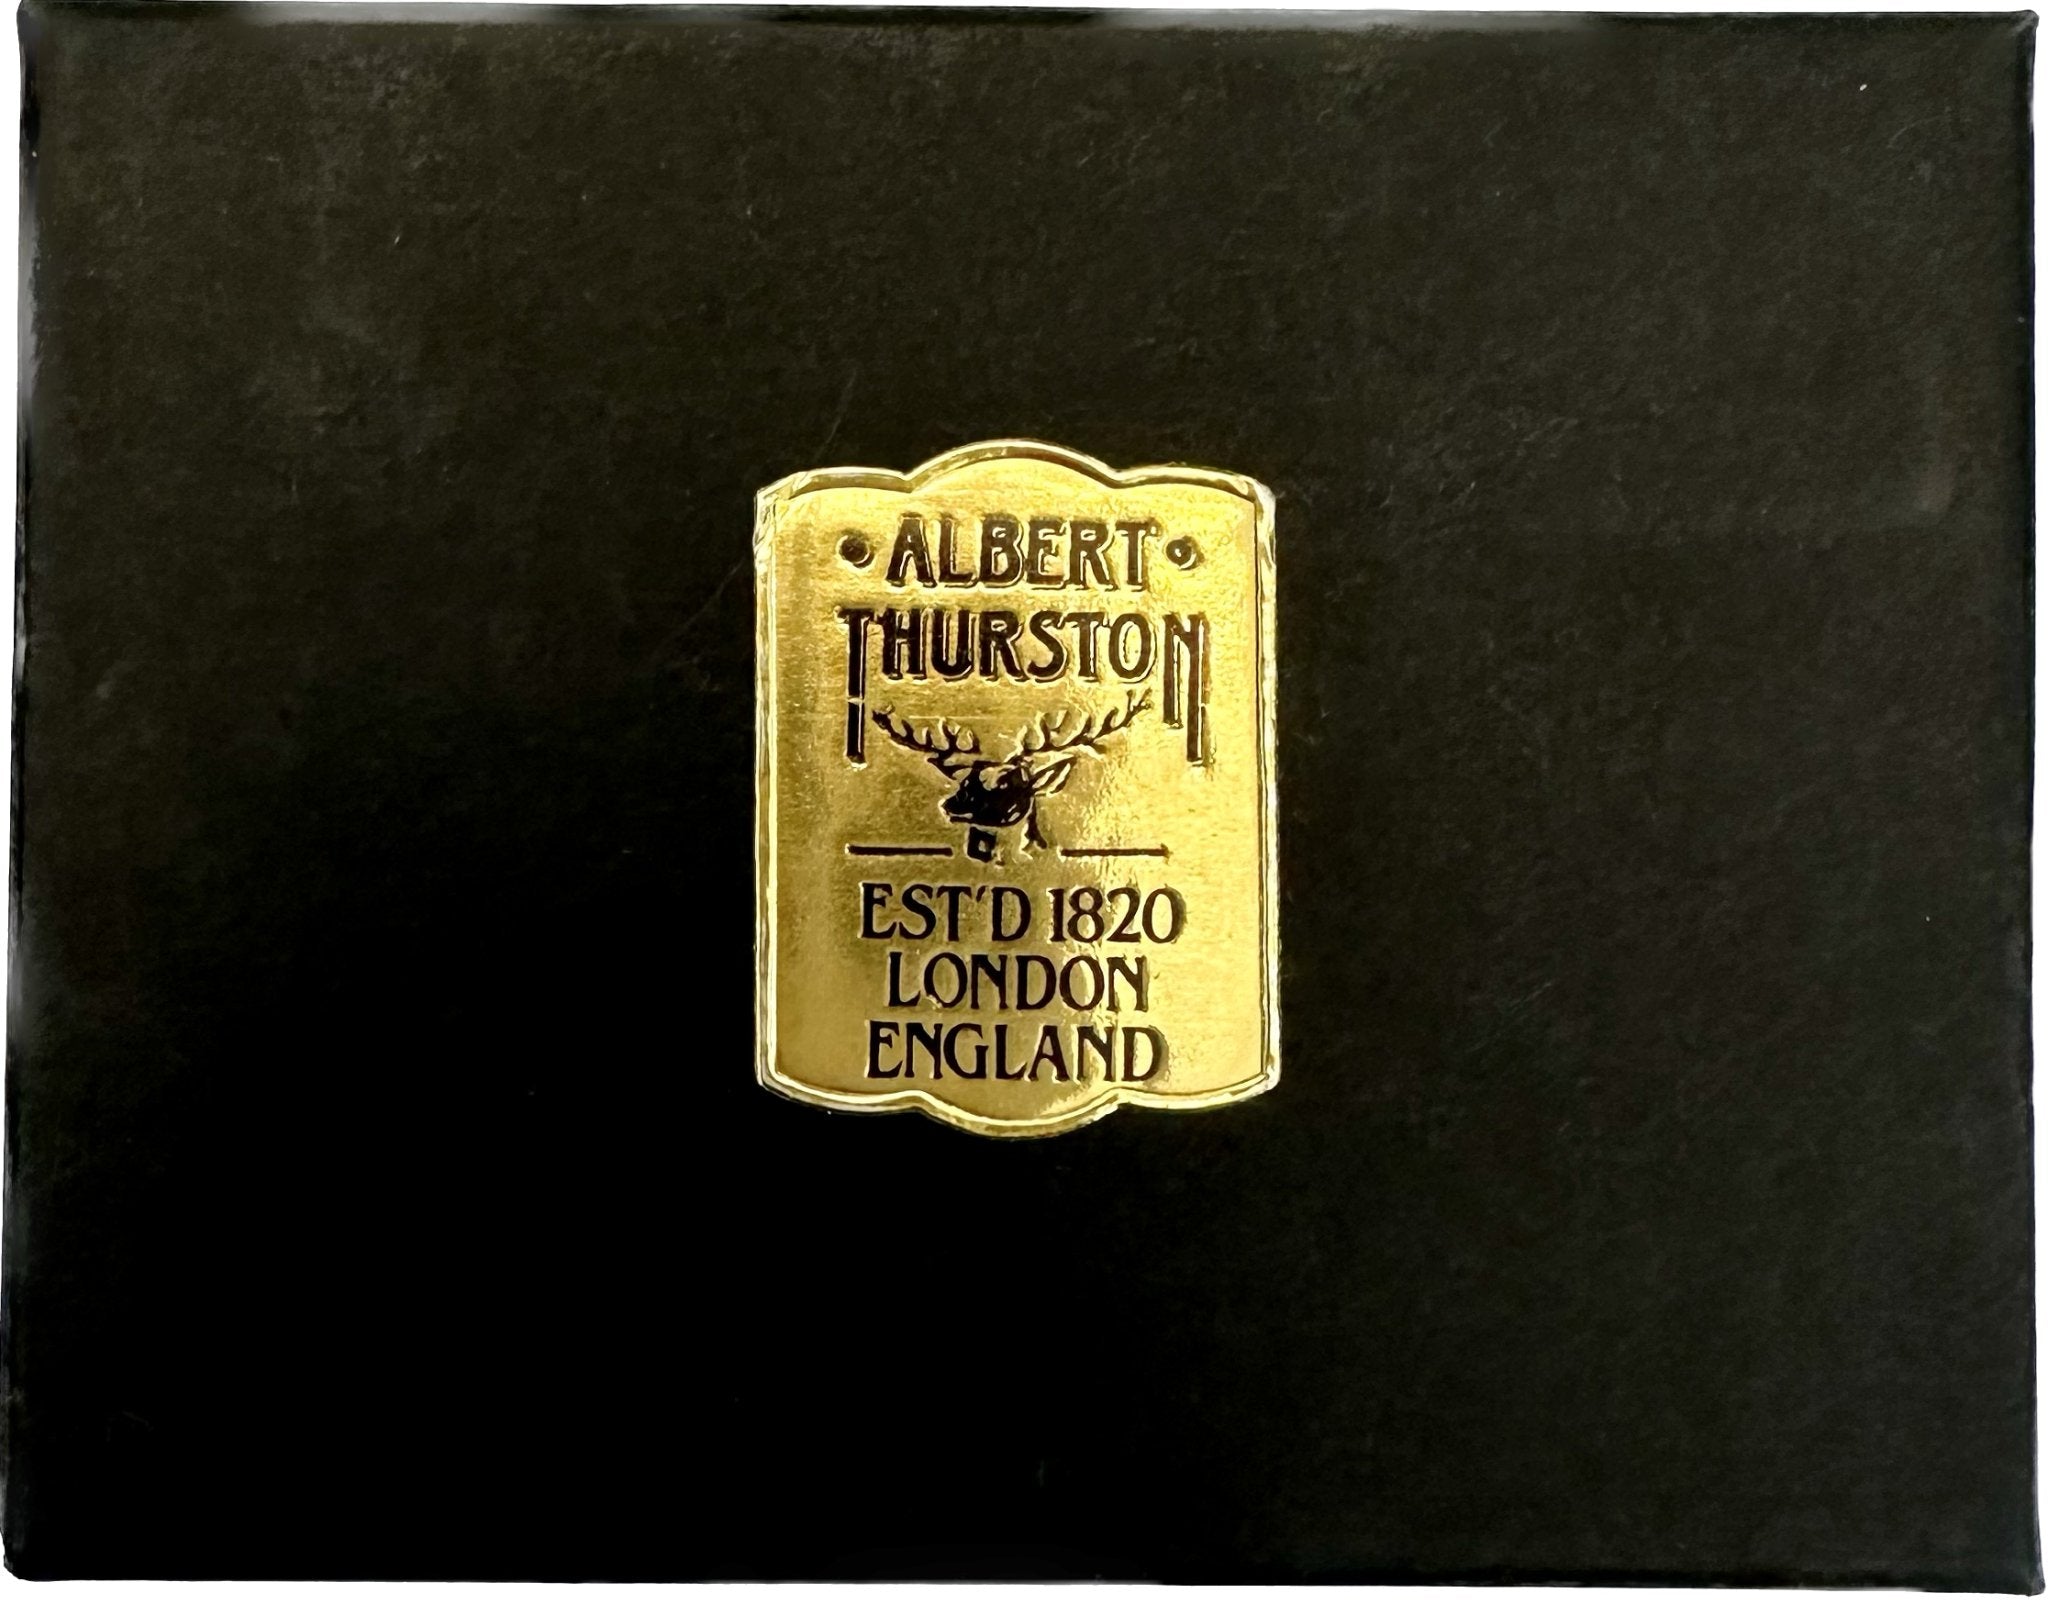 • ALBERT •
THURSTON
EST'D 1820
LONDON
ENGLAND